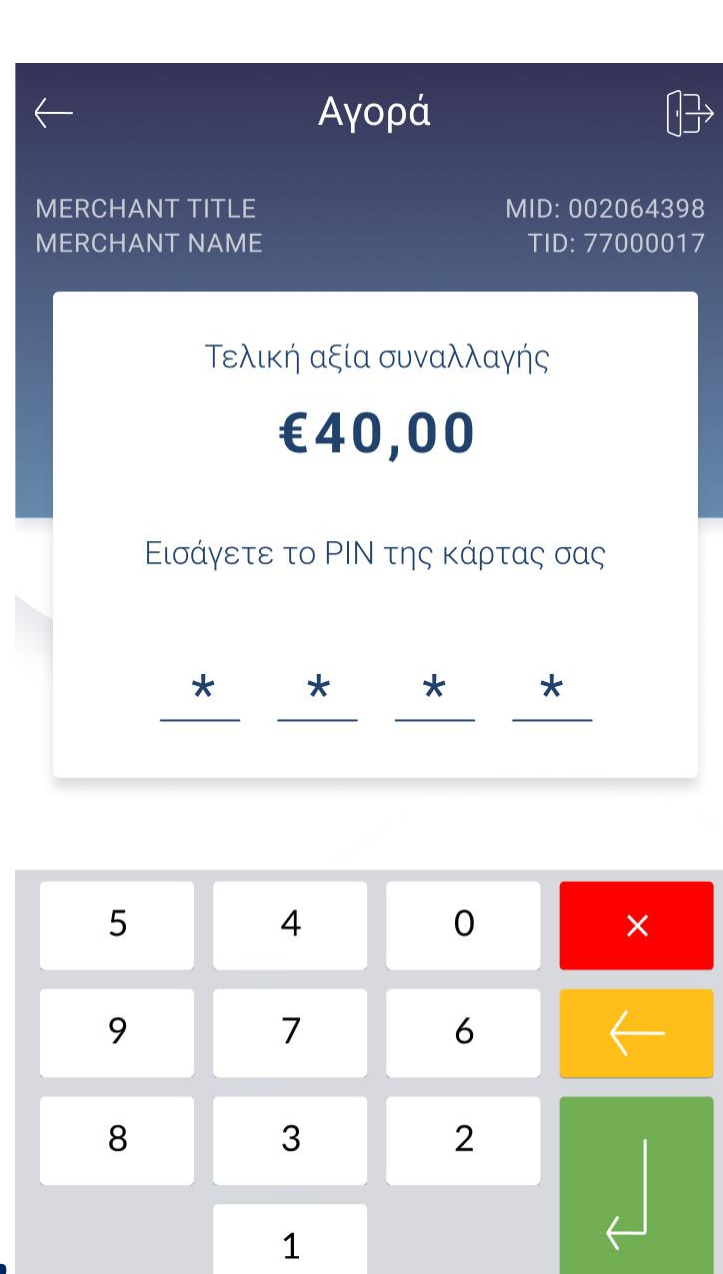 Αγορά
MERCHANT TITLE
MID: 002064398
MERCHANT NAME
TID: 77000017
Τελική αξία συναλλαγής
€40,00
Εισάγετε το PIN της κάρτας σας
* * * *
5 4 0
9 7 6
8 3 2
1